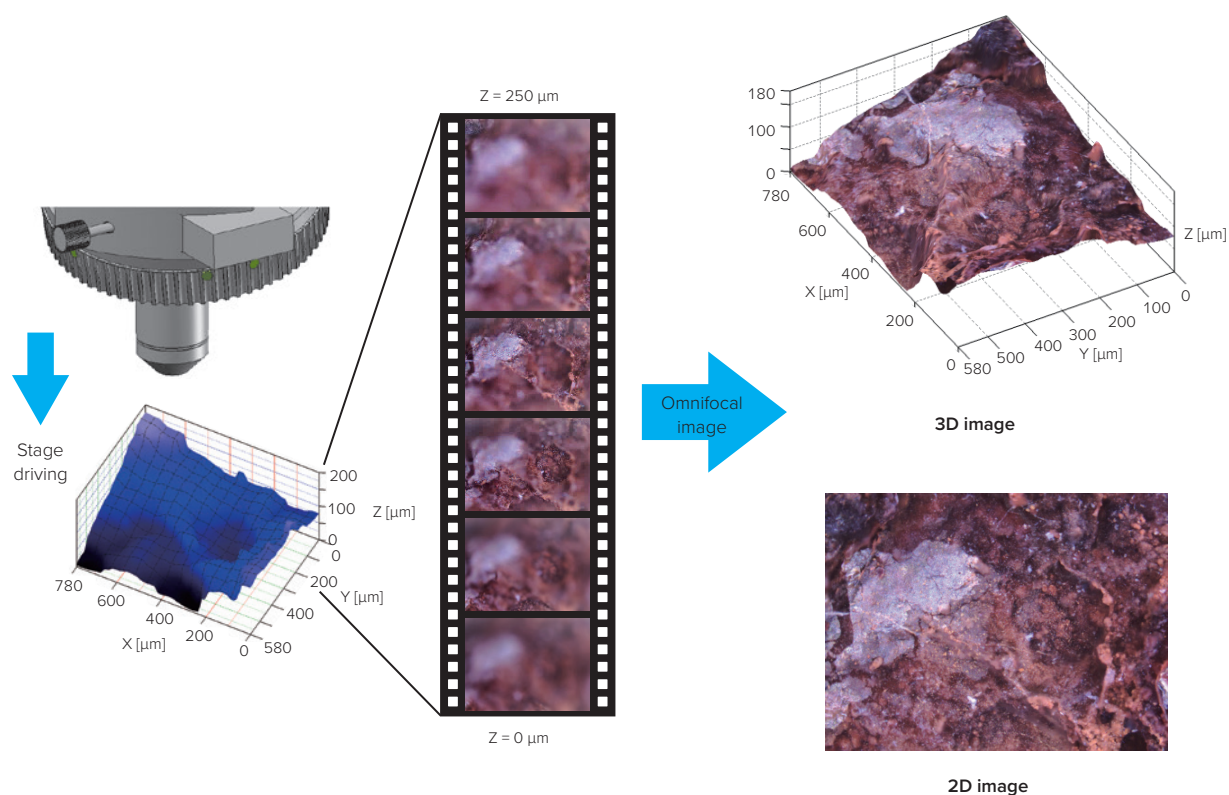 Z = 250 µm
Z = 0 µm
Stage
driving
200
100
0
Z [µm]
0
200
400
580
Y [µm]
780
600
400
200
0
X [µm]
Omnifocal
image
180
100
0
780
600
400
200
0
X [µm]
580
500
400
300
200
100
0
Y [µm]
Z [µm]
3D image
2D image